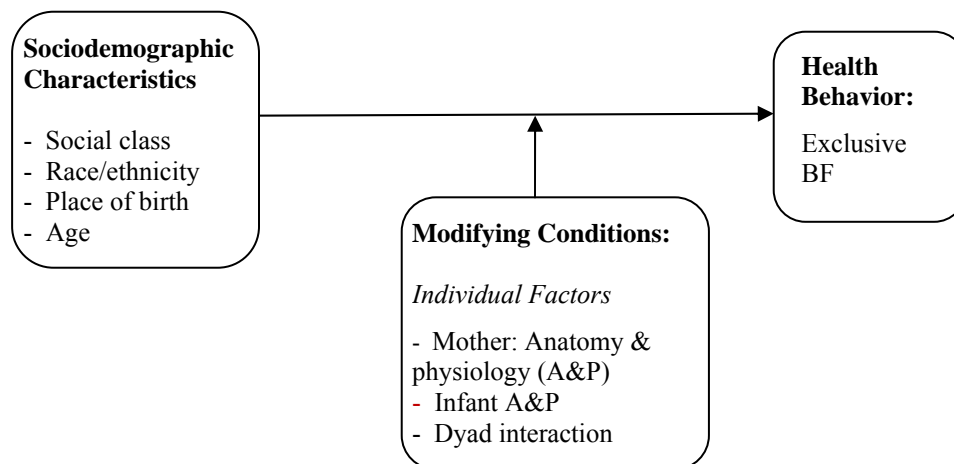 Sociodemographic
Characteristics
- Social class
- Race/ethnicity
- Place of birth
- Age
Health
Behavior:
Exclusive
BF
Modifying Conditions:
Individual Factors
- Mother: Anatomy &
physiology (A&P)
- Infant A&P
- Dyad interaction